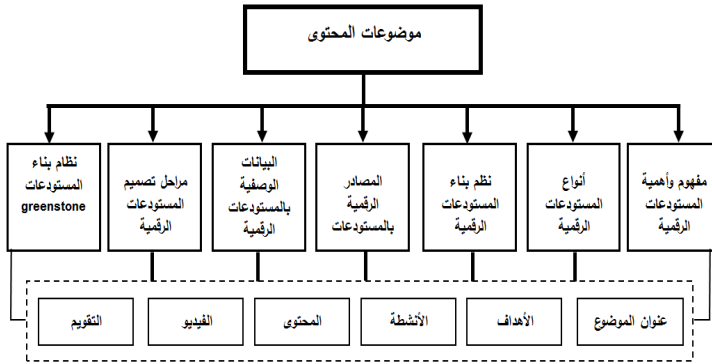 موضوعات المحتوى
مفهوم وأهمية
المستودعات
الرقمية
أنواع
المستودعات
الرقمية
نظم بناء
المستودعات
الرقمية
المصادر
الرقمية
بالمستودعات
البيانات
الوصفية
بالمستودعات
الرقمية
مراحل تصميم
المستودعات
الرقمية
نظام بناء
المستودعات
greenstone
عنوان الموضوع
الأهداف
الأنشطة
المحتوى
الفيديو
التقويم